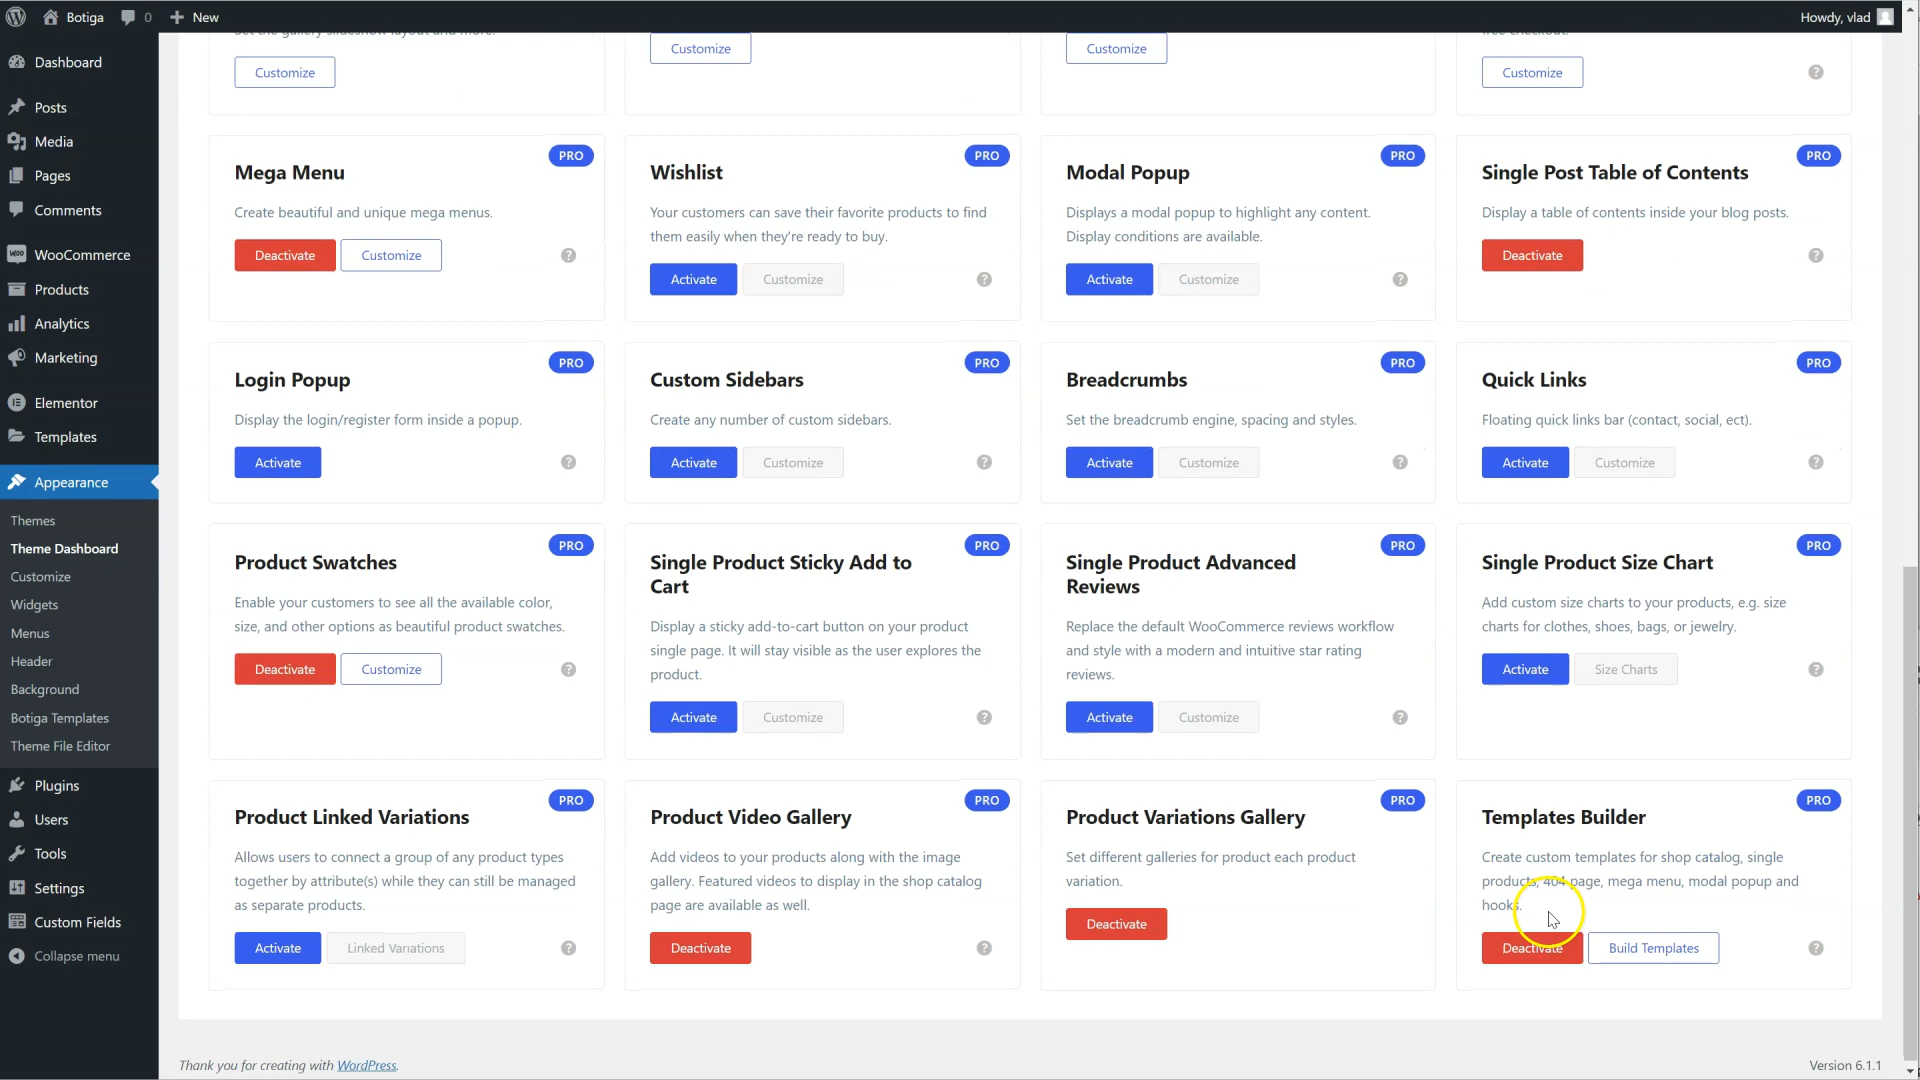 Botiga 0 New Howdy, vlad
Dashboard
Posts
Media
Pages
Comments
WooCommerce
Products
Analytics
Marketing
Elementor
Templates
Appearance
Themes
Theme Dashboard
Customize
Widgets
Menus
Header
Background
Botiga Templates
Theme File Editor
Plugins
Users
Tools
Settings
Custom Fields
Collapse menu
Set the gallery slideshow layout and more.
Customize
Customize
Customize
free checkout.
Customize
PRO
Mega Menu
Create beautiful and unique mega menus.
Deactivate Customize
PRO
Wishlist
Your customers can save their favorite products to find
them easily when they're ready to buy.
Activate Customize
PRO
Modal Popup
Displays a modal popup to highlight any content.
Display conditions are available.
Activate Customize
PRO
Single Post Table of Contents
Display a table of contents inside your blog posts.
Deactivate
PRO
Login Popup
Display the login/register form inside a popup.
Activate
PRO
Custom Sidebars
Create any number of custom sidebars.
Activate Customize
PRO
Breadcrumbs
Set the breadcrumb engine, spacing and styles.
Activate Customize
PRO
Quick Links
Floating quick links bar (contact, social, ect).
Activate Customize
PRO
Product Swatches
Enable your customers to see all the available color,
size, and other options as beautiful product swatches.
Deactivate Customize
PRO
Single Product Sticky Add to
Cart
Display a sticky add-to-cart button on your product
single page. It will stay visible as the user explores the
product.
Activate Customize
PRO
Single Product Advanced
Reviews
Replace the default WooCommerce reviews workflow
and style with a modern and intuitive star rating
reviews.
Activate Customize
PRO
Single Product Size Chart
Add custom size charts to your products, e.g. size
charts for clothes, shoes, bags, or jewelry.
Activate Size Charts
PRO
Product Linked Variations
Allows users to connect a group of any product types
together by attribute(s) while they can still be managed
as separate products.
Activate Linked Variations
PRO
Product Video Gallery
Add videos to your products along with the image
gallery. Featured videos to display in the shop catalog
page are available as well.
Deactivate
PRO
Product Variations Gallery
Set different galleries for product each product
variation.
Deactivate
PRO
Templates Builder
Create custom templates for shop catalog, single
products, 404 page, mega menu, modal popup and
hooks.
Deactivate Build Templates
Thank you for creating with WordPress.
Version 6.1.1